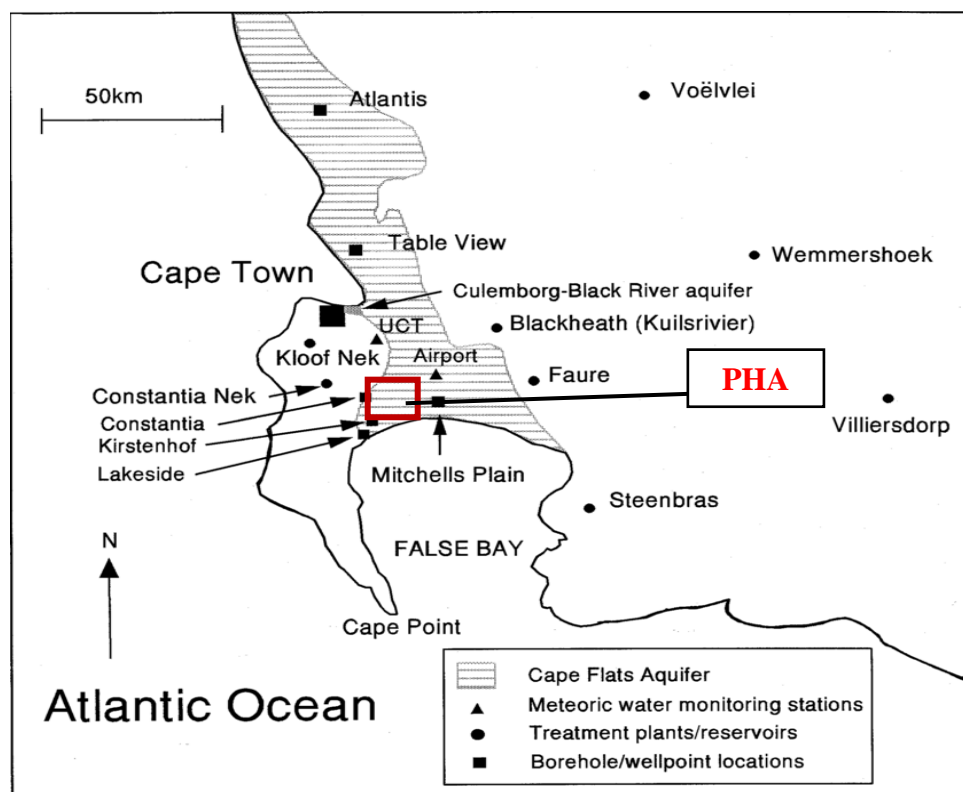 50km
Atlantis
Voëlvlei
Table View
Cape Town
Wemmershoek
Culemborg-Black River aquifer
UCT
Blackheath (Kuilsrivier)
Kloof Nek
Airport
PHA
Faure
Constantia Nek
Constantia
Villiersdorp
Kirstenhof
Lakeside
Mitchells Plain
Steenbras
N
FALSE BAY
Cape Point
Atlantic Ocean
Cape Flats Aquifer
Meteoric water monitoring stations
Treatment plants/reservoirs
Borehole/wellpoint locations